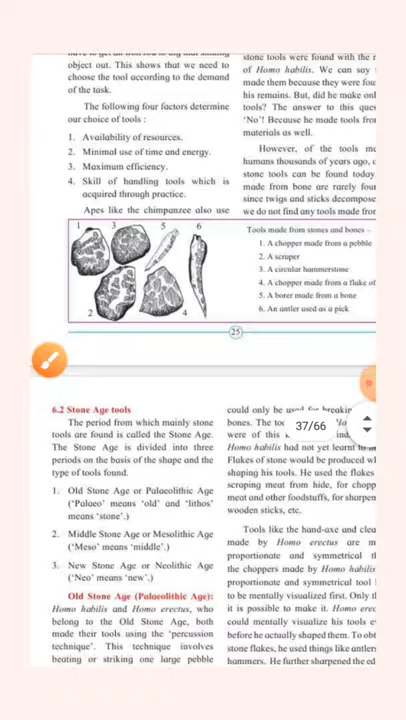 object out. This shows that we need to
choose the tool according to the demand
of the task.
The following four factors determine
our choice of tools :
1. Availability of resources.
2. Minimal use of time and energy.
3. Maximum efficiency.
4. Skill of handling tools which is
acquired through practice.
Apes like the chimpanzee also use
stone tools were found with the
of Homo habilis. We can say
made them because they were fou
his remains. But, did he make onl
tools? The answer to this ques
'No'! Because he made tools fro
materials as well.
However, of the tools
humans thousands of years ago,
stone tools can be found today
made from bone are rarely foun
since twigs and sticks decompose
we do not find any tools made from
1
3
5
6
2
4
Tools made from stones and bones –
1. A chopper made from a pebble
2. A scraper
3. A circular hammerstone
4. A chopper made from a flake of
5. A borer made from a bone
6. An antler used as a pick
25
6.2 Stone Age tools
The period from which mainly stone
tools are found is called the Stone Age.
The Stone Age is divided into three
periods on the basis of the shape and the
type of tools found.
1. Old Stone or Palaeolithic Age
('Palaeo' means 'old' and 'lithos'
means 'stone'.)
2. Middle Stone Age or Mesolithic Age
('Meso' means 'middle'.)
3. New Stone Age or Neolithic Age
('Neo' means 'new'.)
Old Stone Age (Palaeolithic Age):
Homo habilis and Homo erectus, who
belong to the Old Stone Age, both
made their tools using the 'percussion
technique'. This technique involves
beating or striking one large pebble
could only be used for breakin
bones. The
37/66
were of this
Homo habilis had not yet learnt
Flakes of stone would be produced
shaping his tools. He used the flakes
scraping meat from hide, for chopp
meat and other foodstuffs, for sharpen
wooden sticks, etc.
Tools like the hand-axe and clea
made by Homo erectus are
proportionate and symmetrical
the choppers made by Homo habilis
proportionate and symmetrical tool
to be mentally visualized first. Only
it is possible to make it. Homo erec
could mentally visualize his tools
before he actually shaped them. To obt
stone flakes, he used things like antler
hammers. He further sharpened the ed